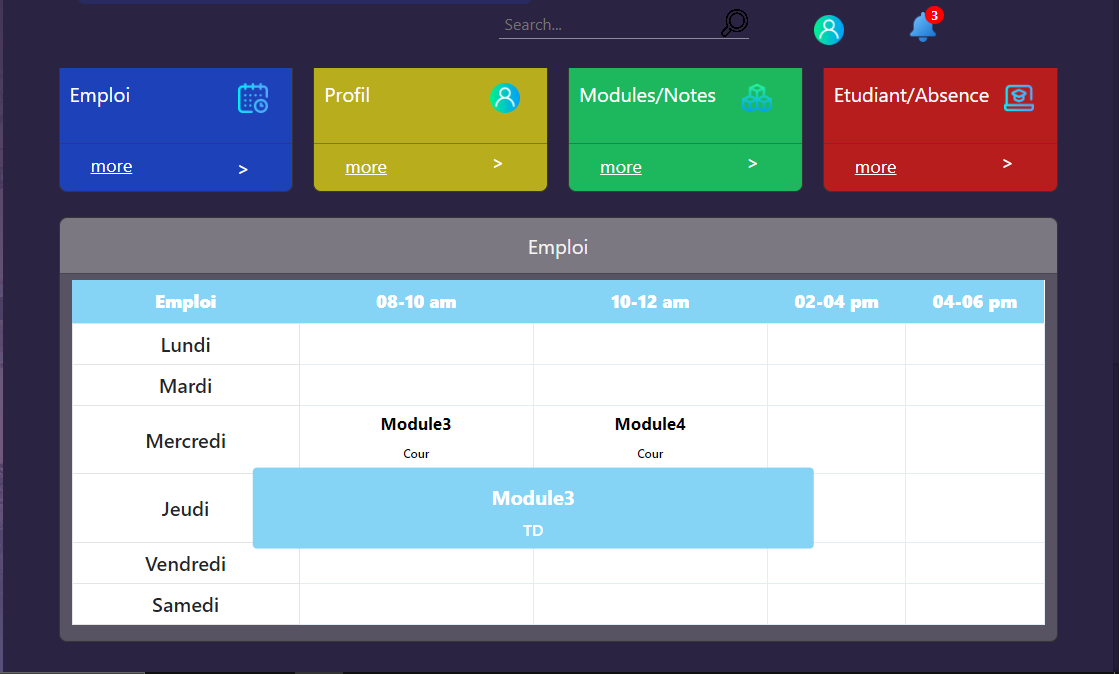 Search...
3
Emploi
Profil
Modules/Notes
Etudiant/Absence
more >
more >
more >
more >
Emploi
Emploi 08-10 am 10-12 am 02-04 pm 04-06 pm
Lundi
Mardi
Mercredi Module3 Module4
Cour Cour
Jeudi Module3
TD
Vendredi
Samedi